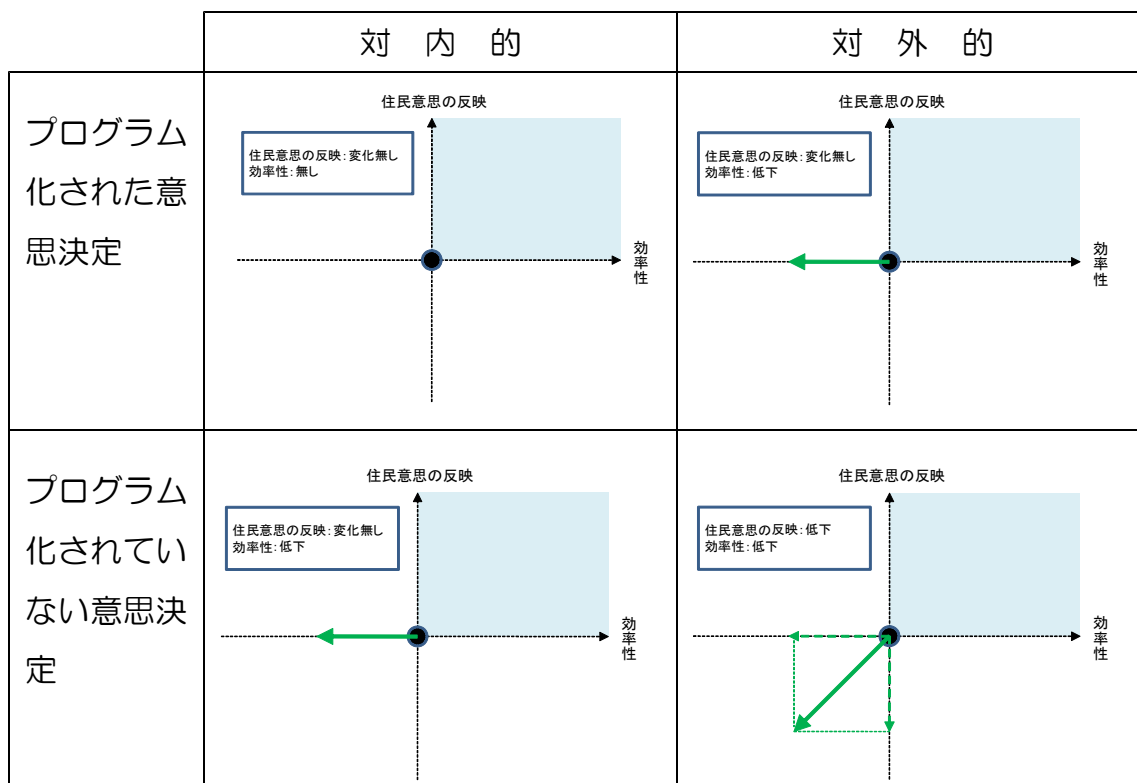 対　内　的
対　外　的
プログラム
化された意
思決定
住民意思の反映
住民意思の反映：変化無し
効率性：無し
効率性
住民意思の反映
住民意思の反映：変化無し
効率性：低下
効率性
プログラム
化されてい
ない意思決
定
住民意思の反映
住民意思の反映：変化無し
効率性：低下
効率性
住民意思の反映
住民意思の反映：低下
効率性：低下
効率性